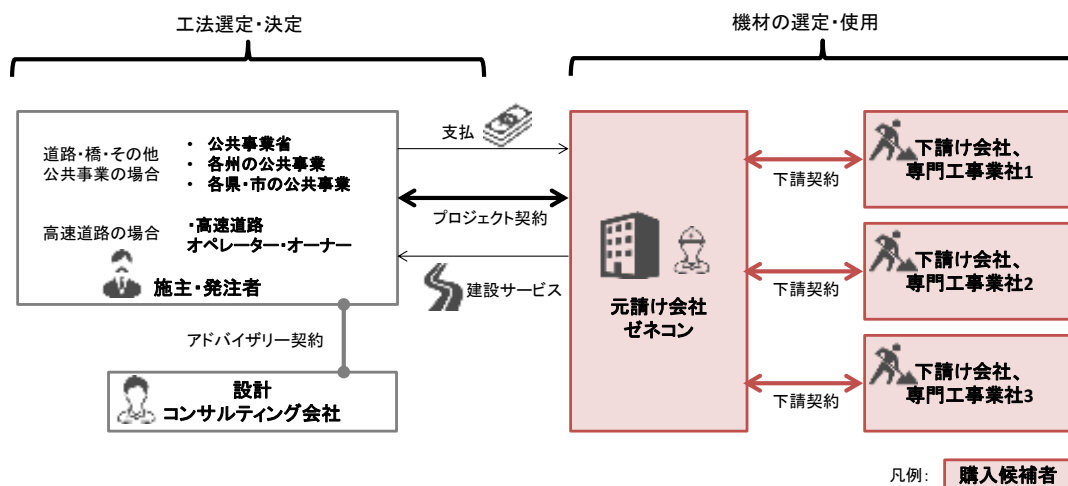 工法選定・決定
機材の選定・使用
道路・橋・その他
公共事業の場合
・ 公共事業省
・ 各州の公共事業
・ 各県・市の公共事業
高速道路の場合
・高速道路
オペレーター・オーナー
施主・発注者
支払
プロジェクト契約
建設サービス
アドバイザリー契約
設計
コンサルティング会社
元請け会社
ゼネコン
下請契約
下請け会社、
専門工事業社1
下請契約
下請け会社、
専門工事業社2
下請契約
下請け会社、
専門工事業社3
凡例:
購入候補者